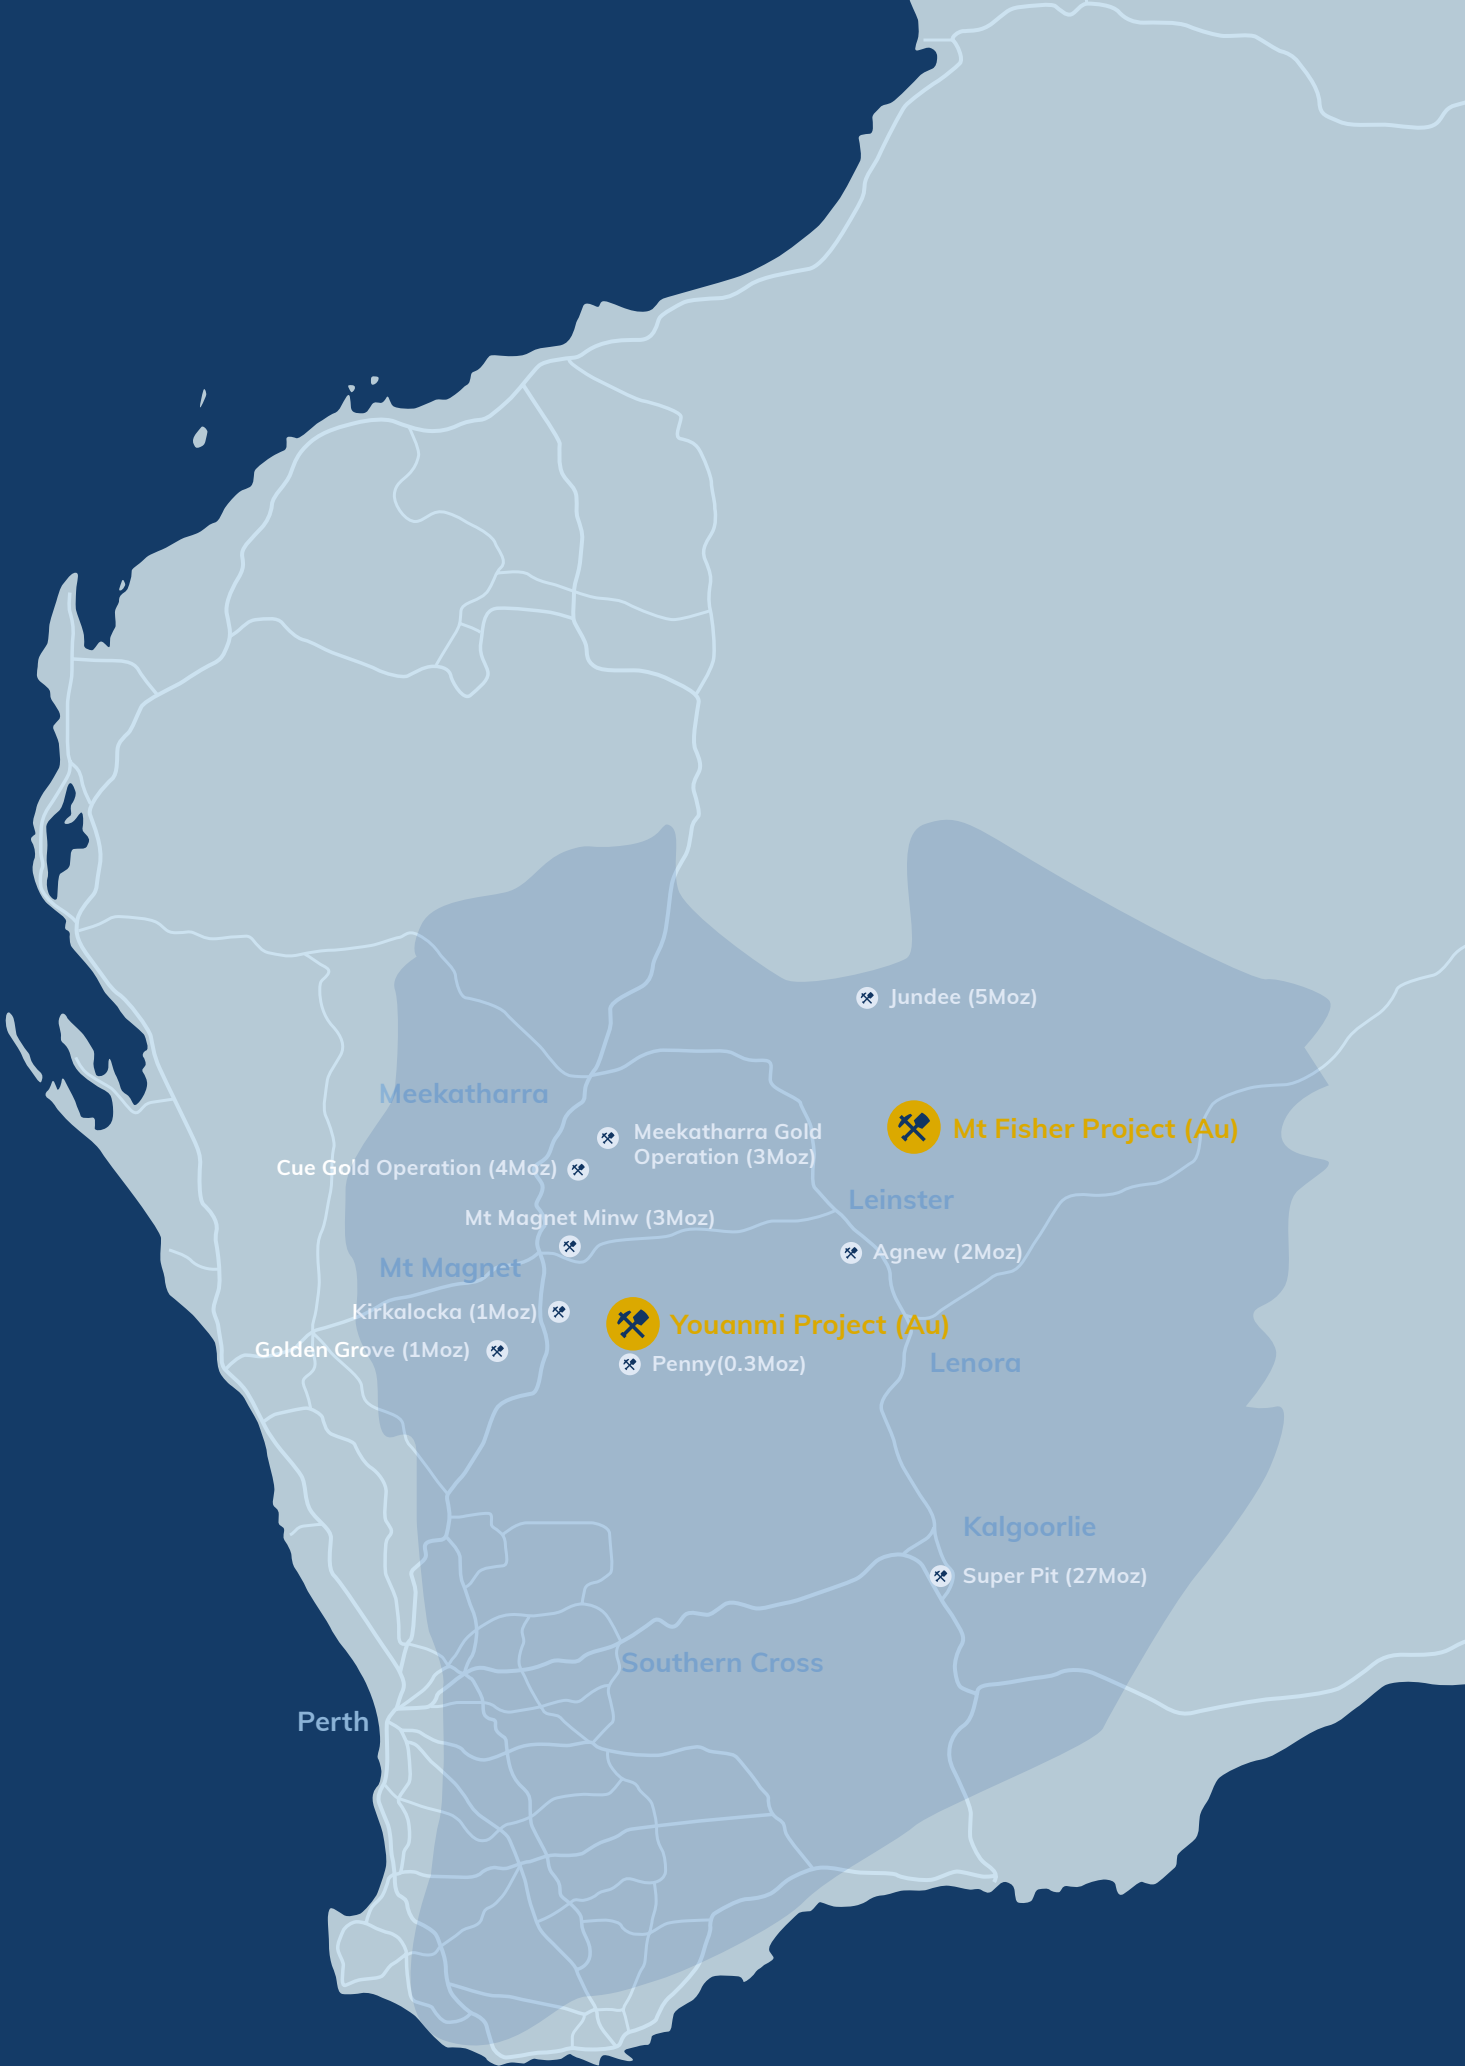 Jundee (5Moz)
Meekatharra
Mt Fisher Project (Au)
Meekatharra Gold
Operation (3Moz)
Cue Gold Operation (4Moz)
Leinster
Mt Magnet Minw (3Moz)
Agnew (2Moz)
Mt Magnet
Kirkalocka (1Moz)
Youanmi Project (Au)
Golden Grove (1Moz)
Penny(0.3Moz)
Lenora
Kalgoorlie
Super Pit (27Moz)
Southern Cross
Perth